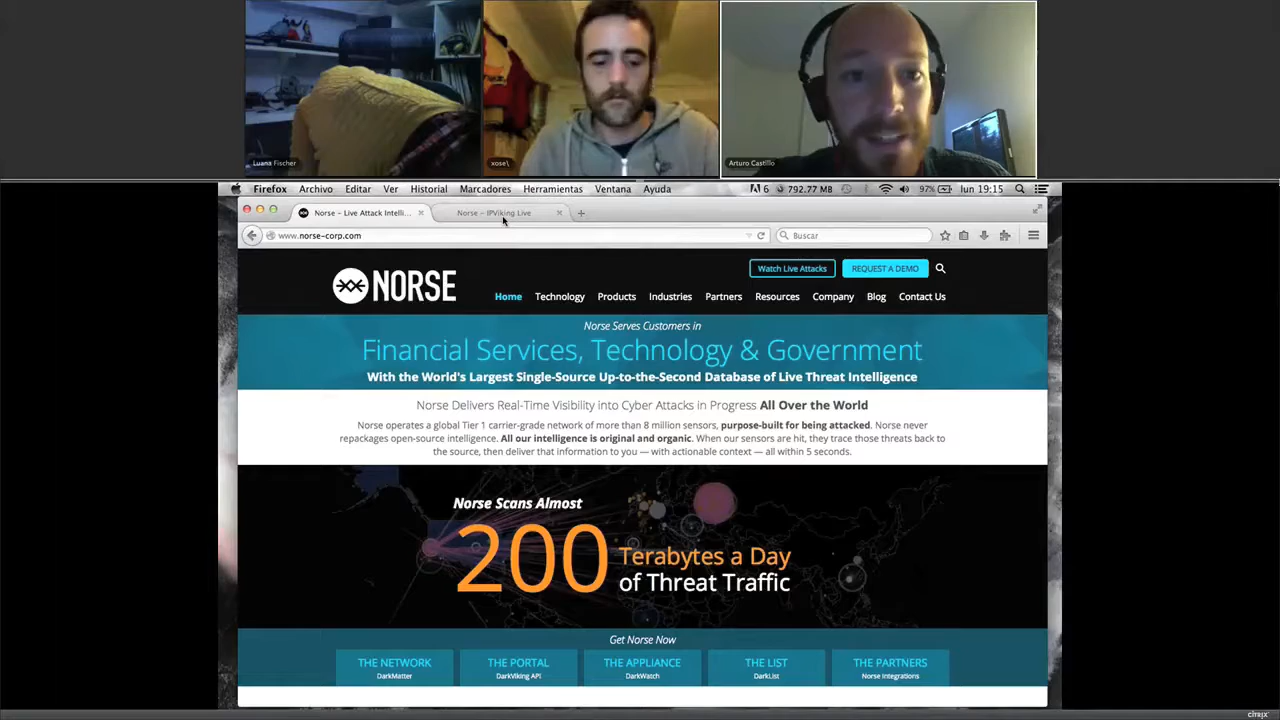 Luana Fischer
xose\
Arturo Castillo
Firefox Archivo Editar Ver Historial Marcadores Herramientas Ventana Ayuda 6 792.77 MB 97% lun 19:15
Norse – Live Attack Intelli... Norse – IPViking Live
www.norse-corp.com Buscar
NORSE
Watch Live Attacks REQUEST A DEMO
Home Technology Products Industries Partners Resources Company Blog Contact Us
Norse Serves Customers in
Financial Services, Technology & Government
With the World's Largest Single-Source Up-to-the-Second Database of Live Threat Intelligence
Norse Delivers Real-Time Visibility into Cyber Attacks in Progress All Over the World
Norse operates a global Tier 1 carrier-grade network of more than 8 million sensors, purpose-built for being attacked. Norse never
repackages open-source intelligence. All our intelligence is original and organic. When our sensors are hit, they trace those threats back to
the source, then deliver that information to you — with actionable context — all within 5 seconds.
Norse Scans Almost
200 Terabytes a Day
of Threat Traffic
Get Norse Now
THE NETWORK THE PORTAL THE APPLIANCE THE LIST THE PARTNERS
DarkMatter DarkViking API DarkWatch DarkList Norse Integrations
CITRIX